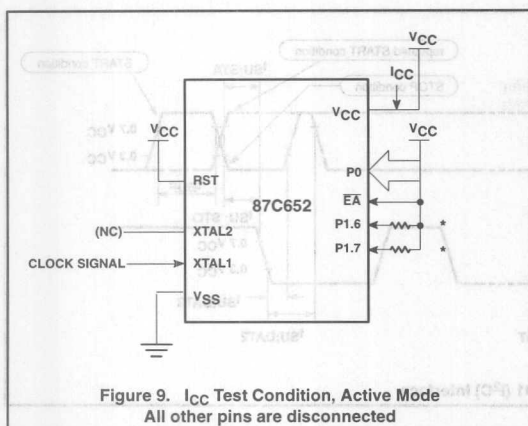 VCC
ICC
VCC
VCC
VCC
P0
RST
87C652
EA
P1.6
*
(NC)
XTAL2
P1.7
*
CLOCK SIGNAL
XTAL1
VSS
Figure 9. ICC Test Condition, Active Mode
All other pins are disconnected